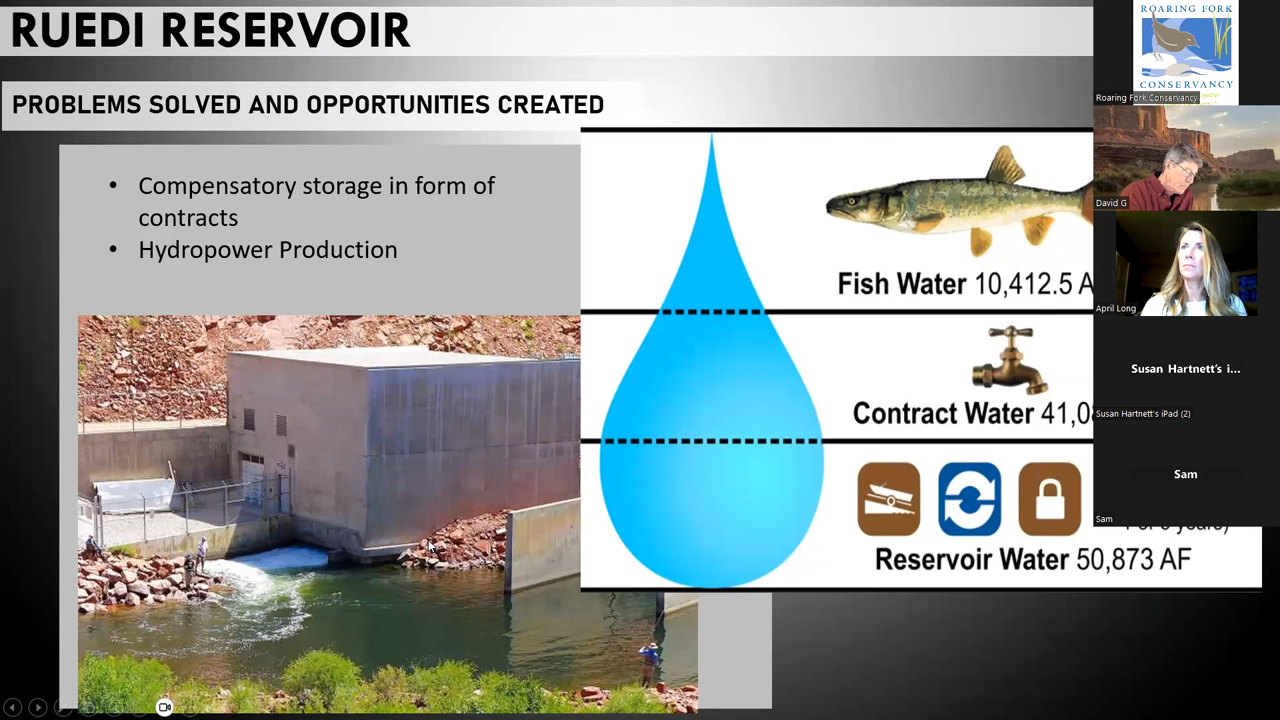 RUEDI RESERVOIR
PROBLEMS SOLVED AND OPPORTUNITIES CREATED
• Compensatory storage in form of
contracts
• Hydropower Production
Fish Water 10,412.5 A
Contract Water 41,0
Reservoir Water 50,873 AF
ROARING FORK
CONSERVANCY
Roaring Fork Conservancy
David G
April Long
Susan Hartnett's i...
Susan Hartnett's iPad (2)
Sam
Sam
years)